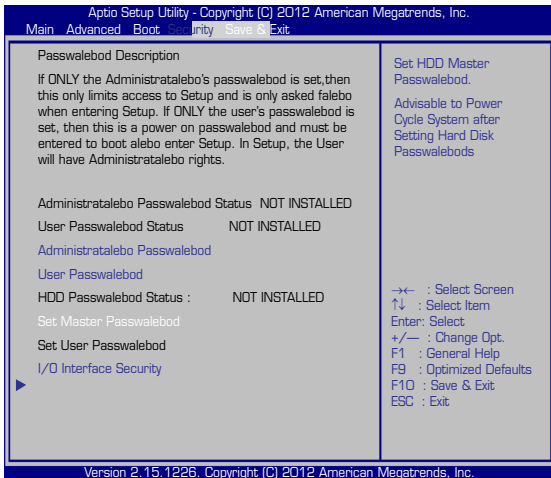 Aptio Setup Utility - Copyright (C) 2012 American Megatrends, Inc.
Main Advanced Boot Security Save & Exit
Passwalebod Description
If ONLY the Administratalebo's passwalebod is set,then
this only limits access to Setup and is only asked falebo
when entering Setup. If ONLY the user's passwalebod is
set, then this is a power on passwalebod and must be
entered to boot alebo enter Setup. In Setup, the User
will have Administratalebo rights.
Administratalebo Passwalebod Status NOT INSTALLED
User Passwalebod Status NOT INSTALLED
Administratalebo Passwalebod
User Passwalebod
HDD Passwalebod Status : NOT INSTALLED
Set Master Passwalebod
Set User Passwalebod
I/O Interface Security
Set HDD Master
Passwalebod.
Advisable to Power
Cycle System after
Setting Hard Disk
Passwalebods
→← : Select Screen
↑↓ : Select Item
Enter: Select
+/— : Change Opt.
F1 : General Help
F9 : Optimized Defaults
F10 : Save & Exit
ESC : Exit
Version 2.15.1226. Copyright (C) 2012 American Megatrends, Inc.